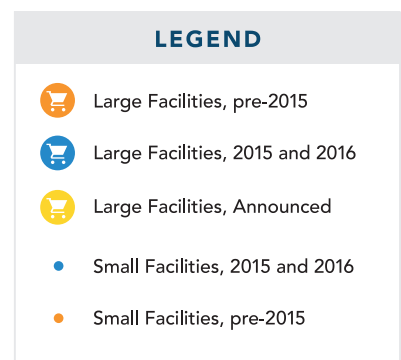 LEGEND
Large Facilities, pre-2015
Large Facilities, 2015 and 2016
Large Facilities, Announced
Small Facilities, 2015 and 2016
Small Facilities, pre-2015